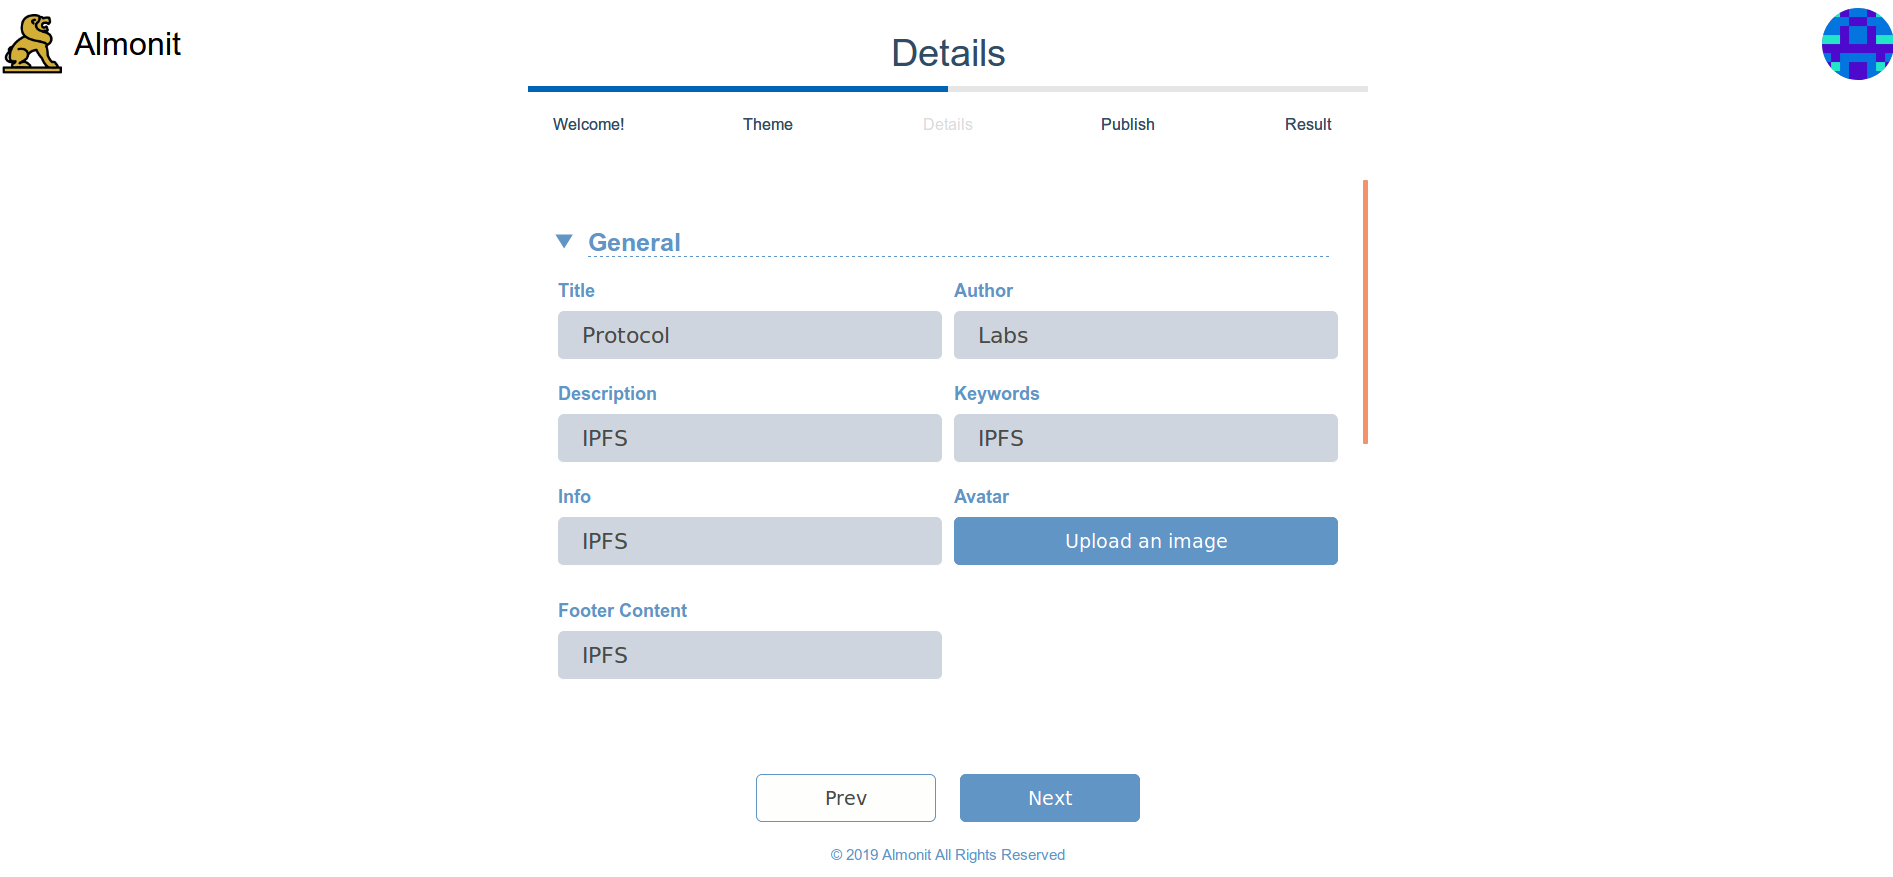 Almonit
Details
Welcome! Theme Details Publish Result
General
Title Author
Protocol Labs
Description Keywords
IPFS IPFS
Info Avatar
IPFS Upload an image
Footer Content
IPFS
Prev Next
© 2019 Almonit All Rights Reserved